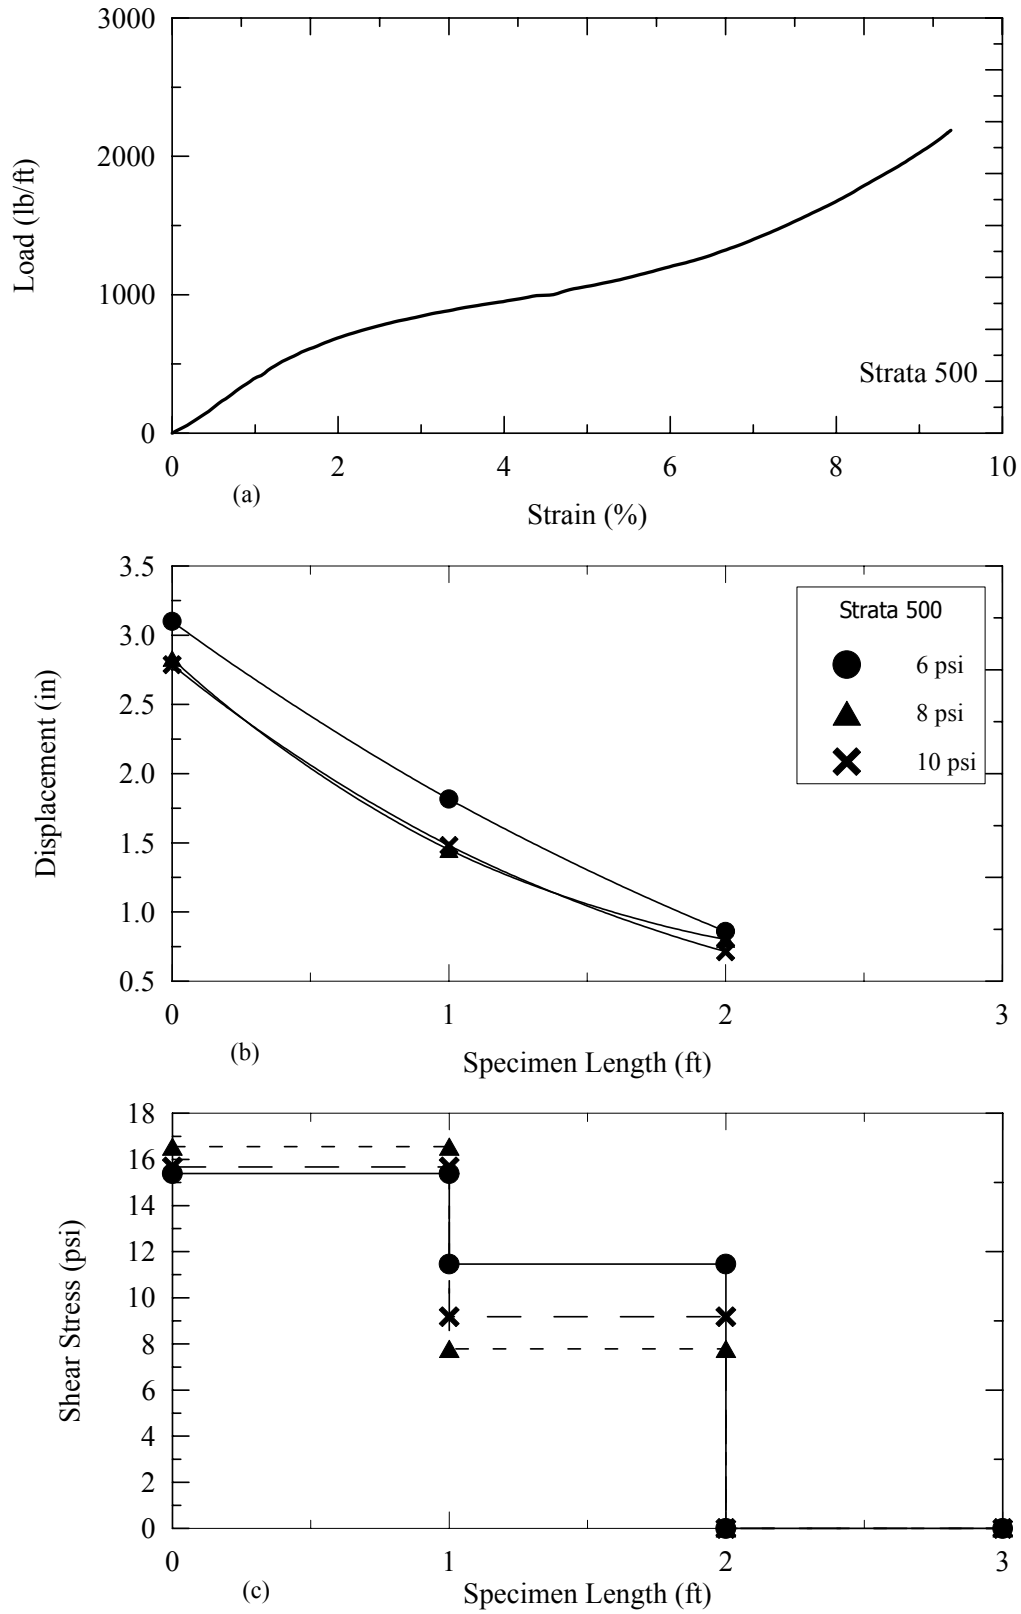 3000
2000
1000
0
Load (lb/ft)
Strata 500
0 2 4 6 8 10
(a)
Strain (%)
3.5
3.0
2.5
2.0
1.5
1.0
0.5
Displacement (in)
Strata 500
6 psi
8 psi
10 psi
0 1 2 3
(b)
Specimen Length (ft)
18
16
14
12
10
8
6
4
2
0
Shear Stress (psi)
0 1 2 3
(c)
Specimen Length (ft)